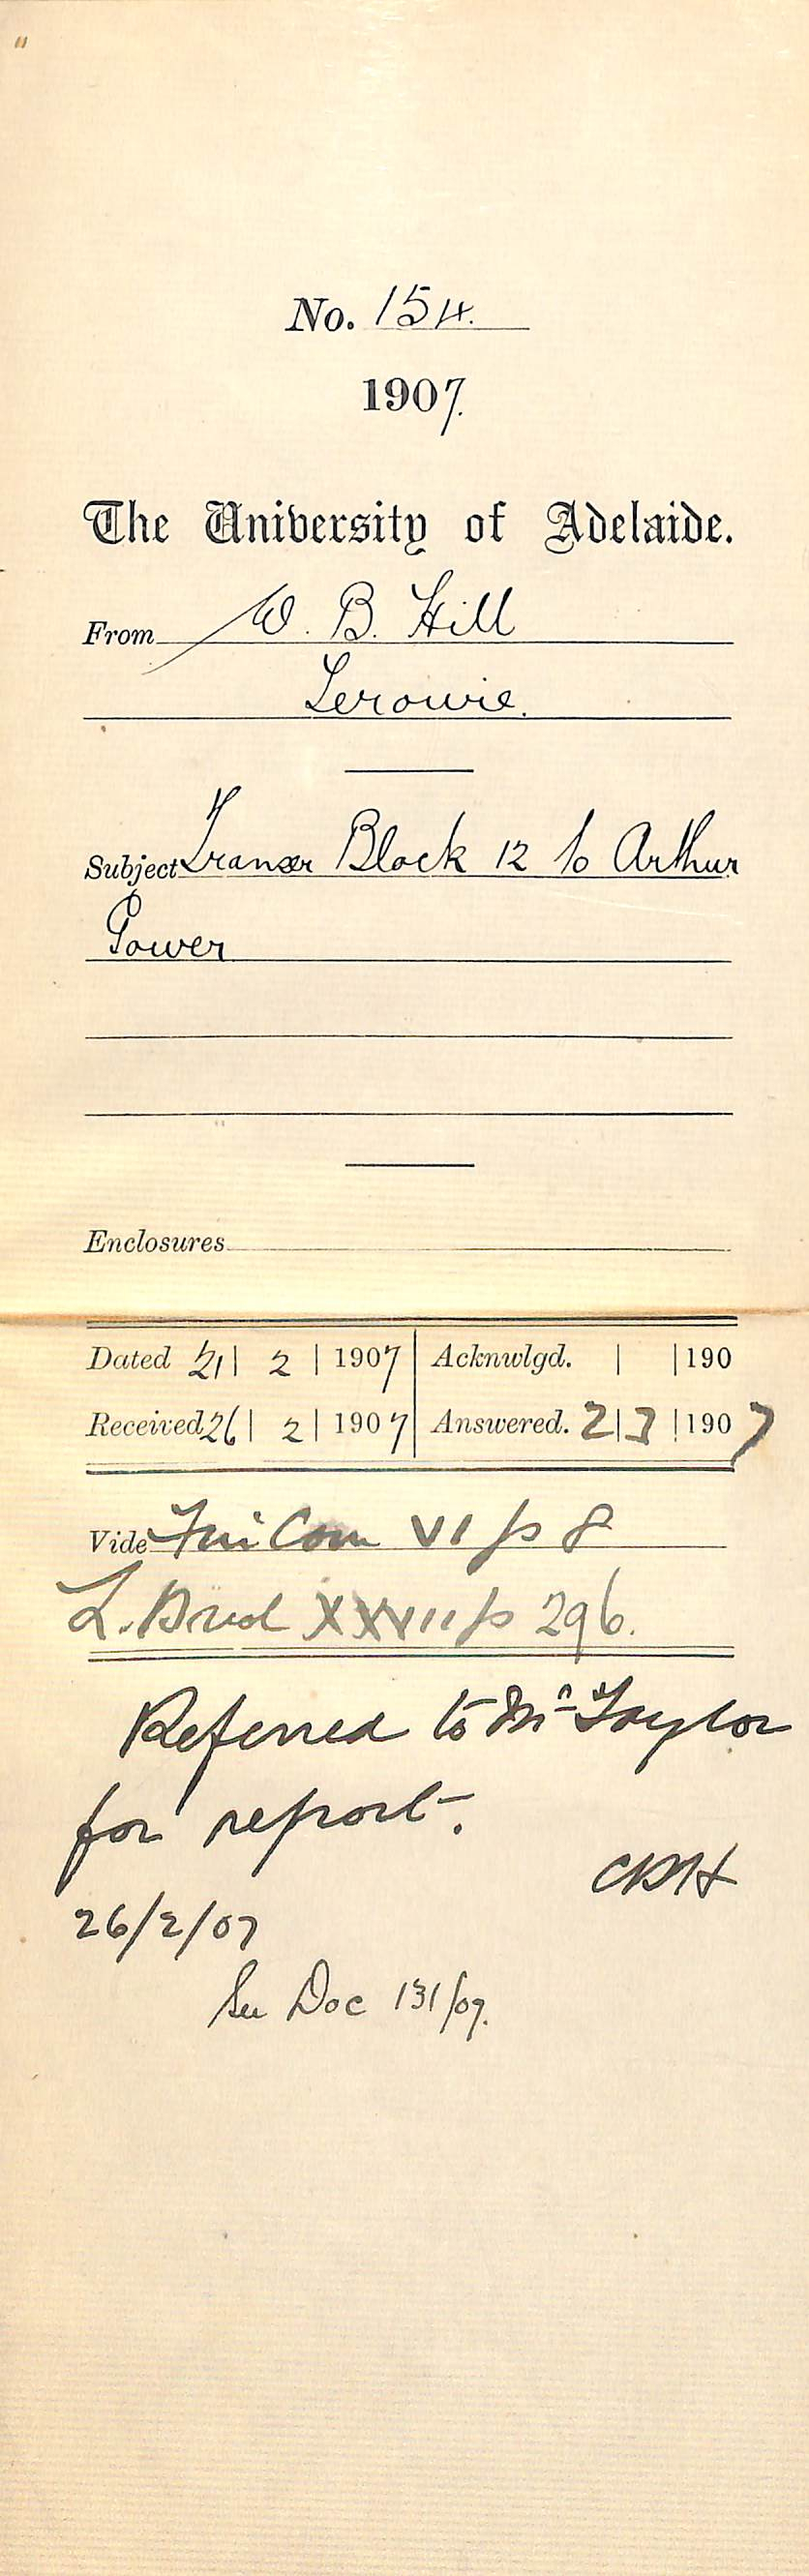 No. 154.
1907.
The University of Adelaide.
From W. B. Hill
Terowie.
Subject Transfer Block 12 to Arthur
Power
Enclosures
Dated 21 | 2 | 1907 Acknwlgd. | | 190
Received 26 | 2 | 1907 Answered. 2 | 3 | 1907
Vide Fin Com VI p 8
L. Book XXVII p 296.
Referred to Mr Taylor
for report.
26/2/07
See Doc 131/07.